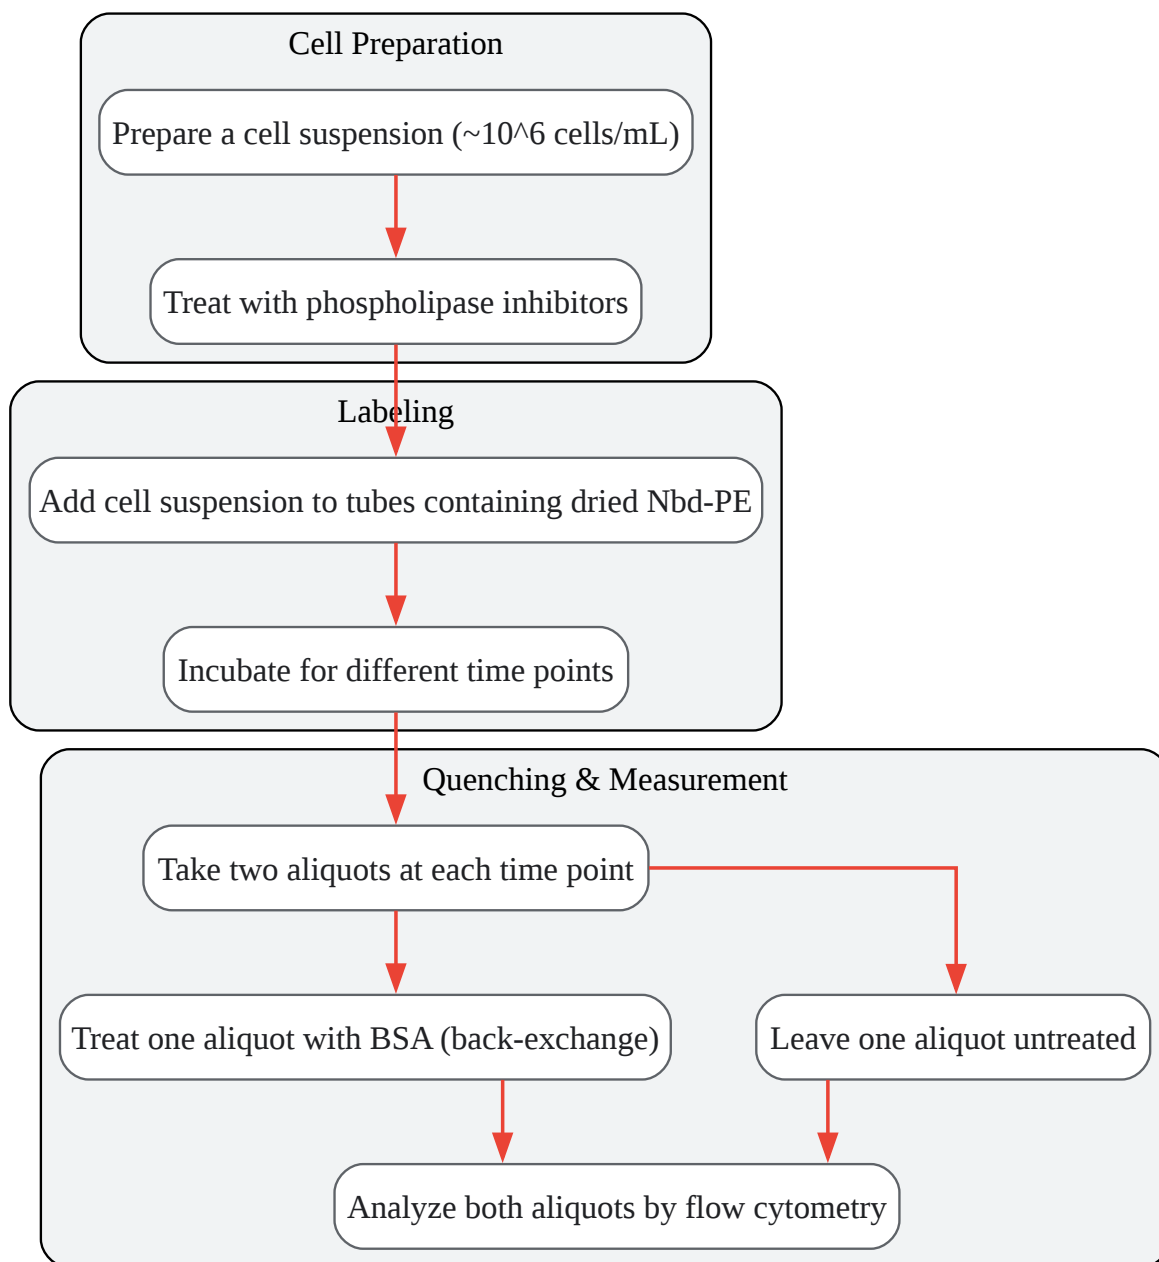 Cell Preparation
Prepare a cell suspension (~10^6 cells/mL)
Treat with phospholipase inhibitors
Labeling
Add cell suspension to tubes containing dried Nbd-PE
Incubate for different time points
Quenching & Measurement
Take two aliquots at each time point
Treat one aliquot with BSA (back-exchange)
Leave one aliquot untreated
Analyze both aliquots by flow cytometry